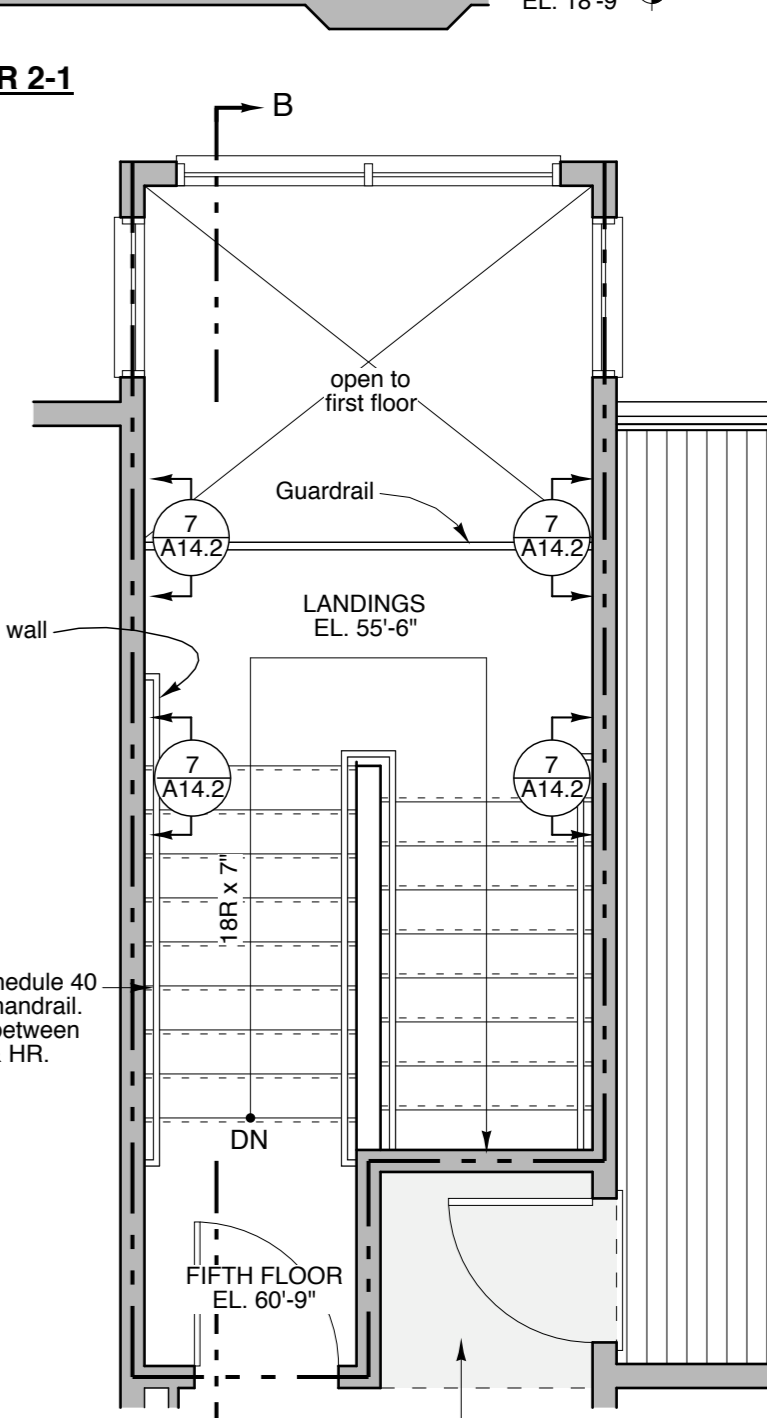 EL. 18'-9"
R 2-1
B
open to
first floor
Guardrail
7
A14.2
7
A14.2
LANDINGS
EL. 55'-6"
wall
7
A14.2
7
A14.2
18R x 7"
hedule 40
handrail.
between
HR.
DN
FIFTH FLOOR
EL. 60'-9"